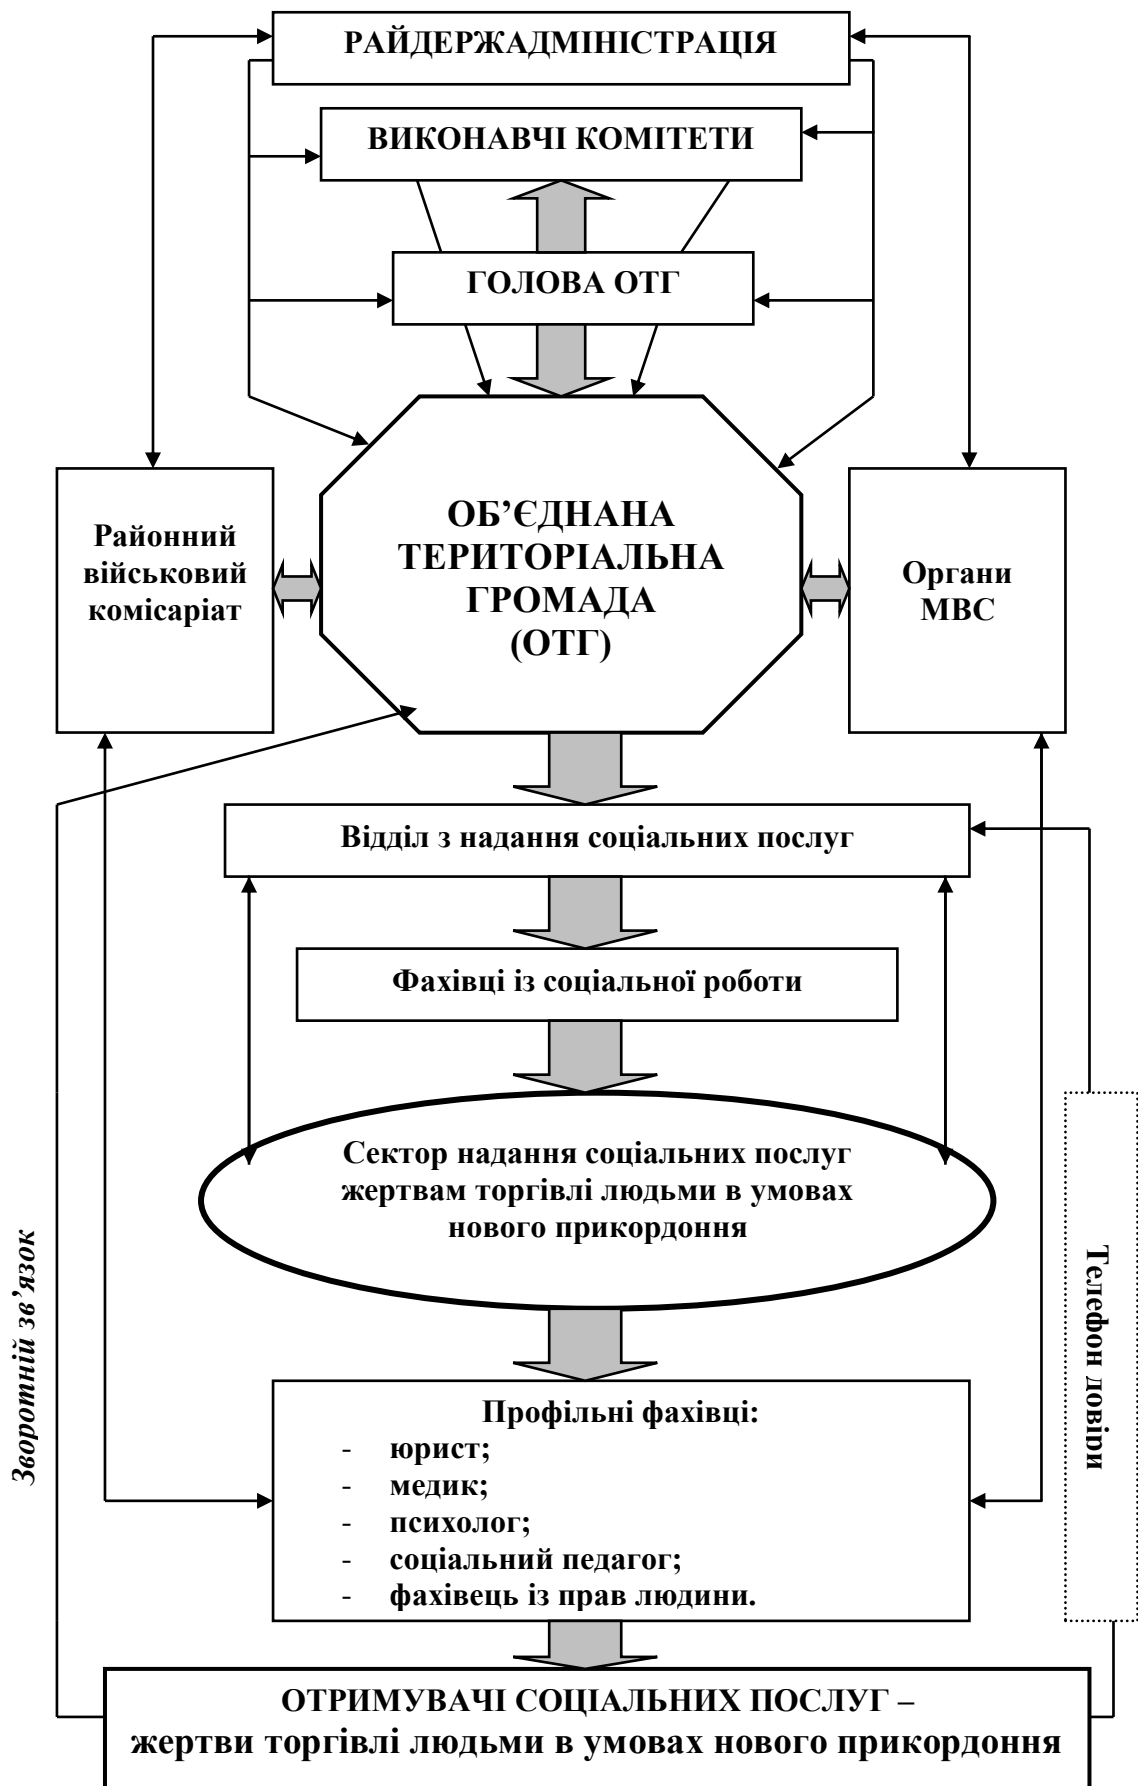 РАЙДЕРЖАДМІНІСТРАЦІЯ
ВИКОНАВЧІ КОМІТЕТИ
ГОЛОВА ОТГ
ОБ’ЄДНАНА
ТЕРИТОРІАЛЬНА
ГРОМАДА
(ОТГ)
Районний
військовий
комісаріат
Органи
МВС
Відділ з надання соціальних послуг
Фахівці із соціальної роботи
Сектор надання соціальних послуг
жертвам торгівлі людьми в умовах
нового прикордоння
Зворотній зв’язок
Телефон довіри
Профільні фахівці:
- юрист;
- медик;
- психолог;
- соціальний педагог;
- фахівець із прав людини.
ОТРИМУВАЧІ СОЦІАЛЬНИХ ПОСЛУГ –
жертви торгівлі людьми в умовах нового прикордоння